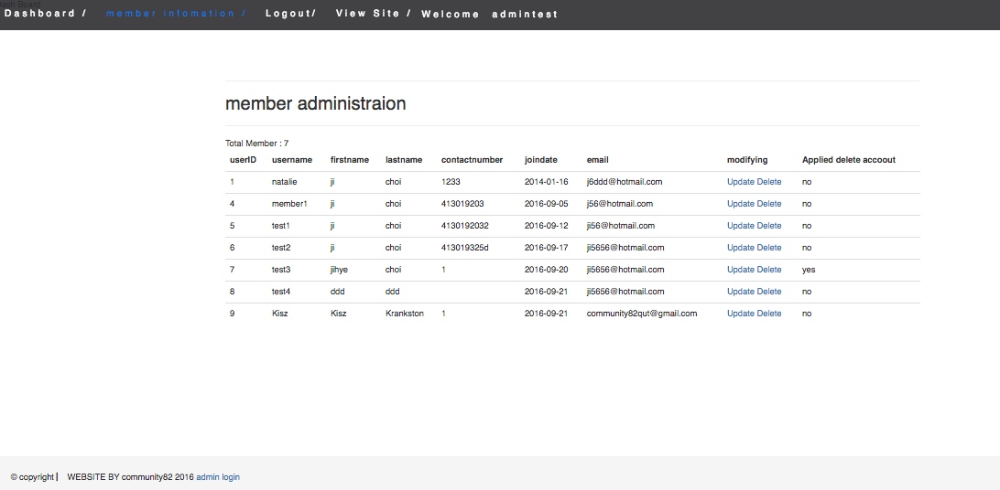 ash Board
Dashboard / member infomation / Logout/ View Site / Welcome admintest
member administraion
Total Member : 7
userID username firstname lastname contactnumber joindate email modifying Applied delete accoout
1 natalie ji choi 1233 2014-01-16 j6ddd@hotmail.com Update Delete no
4 member1 ji choi 413019203 2016-09-05 j56@hotmail.com Update Delete no
5 test1 ji choi 4130192032 2016-09-12 ji56@hotmail.com Update Delete no
6 test2 ji choi 413019325d 2016-09-17 ji5656@hotmail.com Update Delete no
7 test3 jihye choi 1 2016-09-20 ji5656@hotmail.com Update Delete yes
8 test4 ddd ddd 2016-09-21 ji5656@hotmail.com Update Delete no
9 Kisz Kisz Krankston 1 2016-09-21 community82qut@gmail.com Update Delete no
© copyright | WEBSITE BY community82 2016 admin login